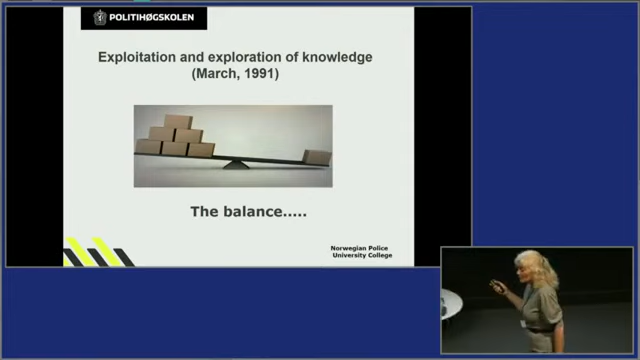 POLITIHØGSKOLEN
Exploitation and exploration of knowledge
(March, 1991)
The balance.....
Norwegian Police
University College